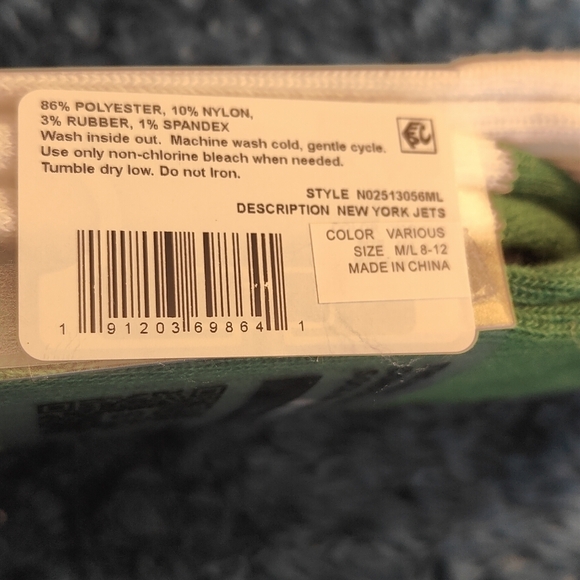 86% POLYESTER, 10% NYLON,
3% RUBBER, 1% SPANDEX
Wash inside out. Machine wash cold, gentle cycle.
Use only non-chlorine bleach when needed.
Tumble dry low. Do not Iron.
STYLE N02513056ML
DESCRIPTION NEW YORK JETS
COLOR VARIOUS
SIZE M/L 8-12
MADE IN CHINA
1 91203 69864 1